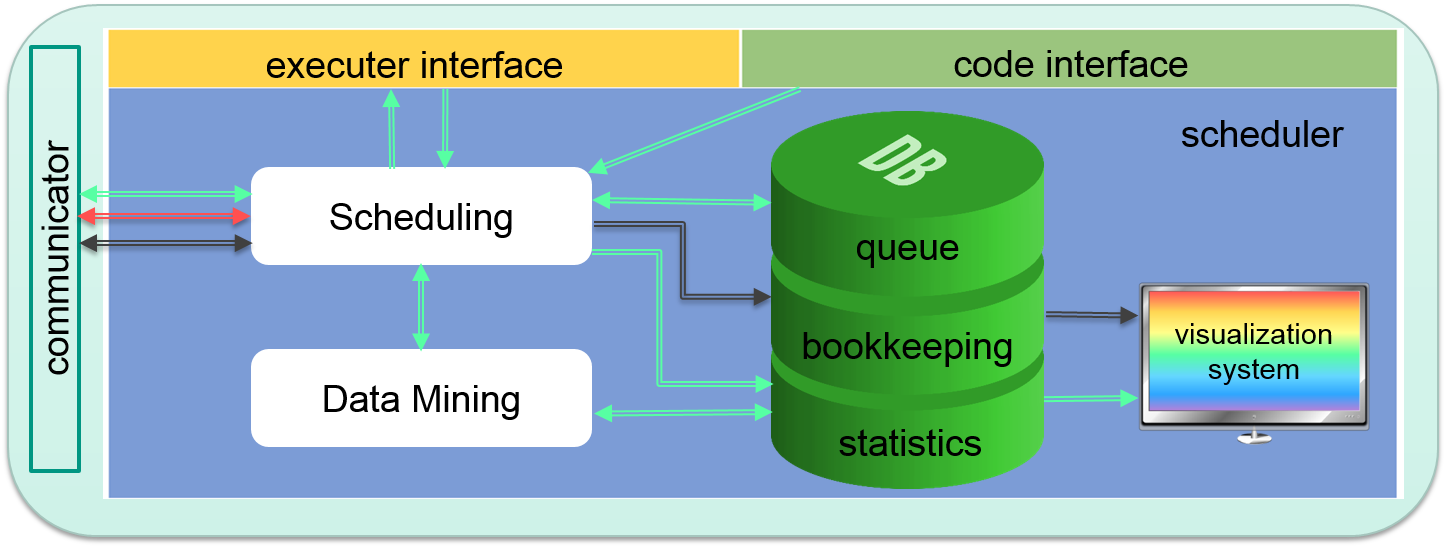 executer interface
code interface
scheduler
communicator
DB
Scheduling
queue
bookkeeping
visualization
system
Data Mining
statistics